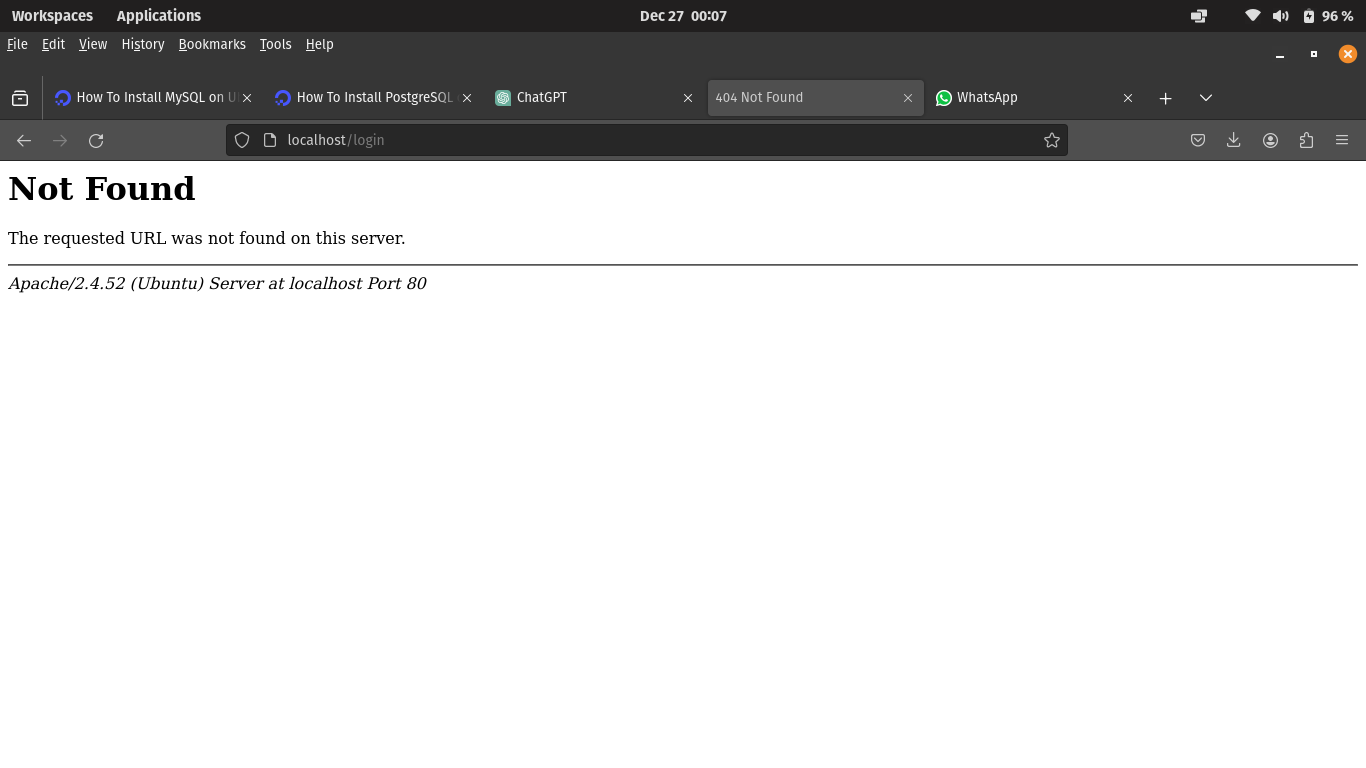 Workspaces Applications Dec 27 00:07 96 %
File Edit View History Bookmarks Tools Help
How To Install MySQL on U How To Install PostgreSQL ChatGPT 404 Not Found WhatsApp
localhost/login
Not Found
The requested URL was not found on this server.
Apache/2.4.52 (Ubuntu) Server at localhost Port 80